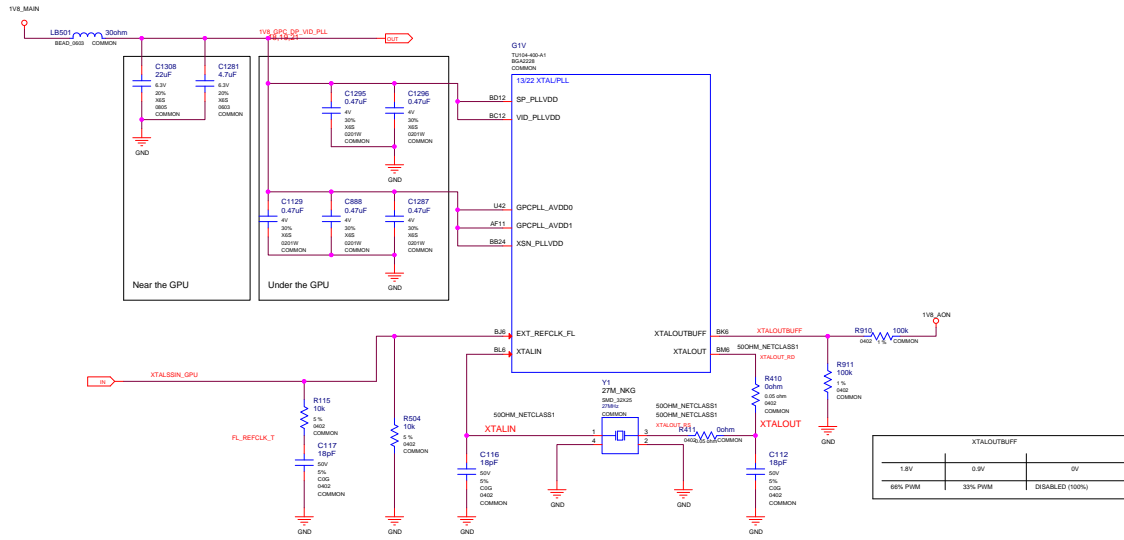 1V8_MAIN
LB501 30ohm
BEAD_0603 COMMON
1V8_GPC_DP_VID_PLL
18,19,21
OUT
C1308
22uF
6.3V
20%
X6S
0805
COMMON
C1281
4.7uF
6.3V
20%
X6S
0603
COMMON
GND
Near the GPU
C1295
0.47uF
4V
30%
X6S
0201W
COMMON
C1296
0.47uF
4V
30%
X6S
0201W
COMMON
GND
C1129
0.47uF
4V
30%
X6S
0201W
COMMON
C888
0.47uF
4V
30%
X6S
0201W
COMMON
C1287
0.47uF
4V
30%
X6S
0201W
COMMON
GND
Under the GPU
G1V
TU104-400-A1
BGA2228
COMMON
13/22 XTAL/PLL
BD12 SP_PLLVDD
BC12 VID_PLLVDD
U42 GPCPLL_AVDD0
AF11 GPCPLL_AVDD1
BB24 XSN_PLLVDD
BJ6 EXT_REFCLK_FL
BL6 XTALIN
XTALOUTBUFF BK6
XTALOUT BM6
XTALOUTBUFF
50OHM_NETCLASS1
XTALOUT_RD
1V8_AON
R910 100k
0402 1 % COMMON
R911
100k
1 %
0402
COMMON
GND
R410
0ohm
0.05 ohm
0402
COMMON
XTALOUT
IN
XTALSSIN_GPU
R115
10k
5 %
0402
COMMON
FL_REFCLK_T
C117
18pF
50V
5%
C0G
0402
COMMON
GND
R504
10k
5 %
0402
COMMON
GND
50OHM_NETCLASS1
XTALIN
C116
18pF
50V
5%
C0G
0402
COMMON
GND
Y1
27M_NKG
SMD_32X25
27MHz
COMMON
1
4
3
2
GND
GND
50OHM_NETCLASS1
50OHM_NETCLASS1
XTALOUT_RS
R411 0ohm
0402 0.05 ohm COMMON
C112
18pF
50V
5%
C0G
0402
COMMON
GND
XTALOUTBUFF
1.8V 0.9V 0V
66% PWM 33% PWM DISABLED (100%)